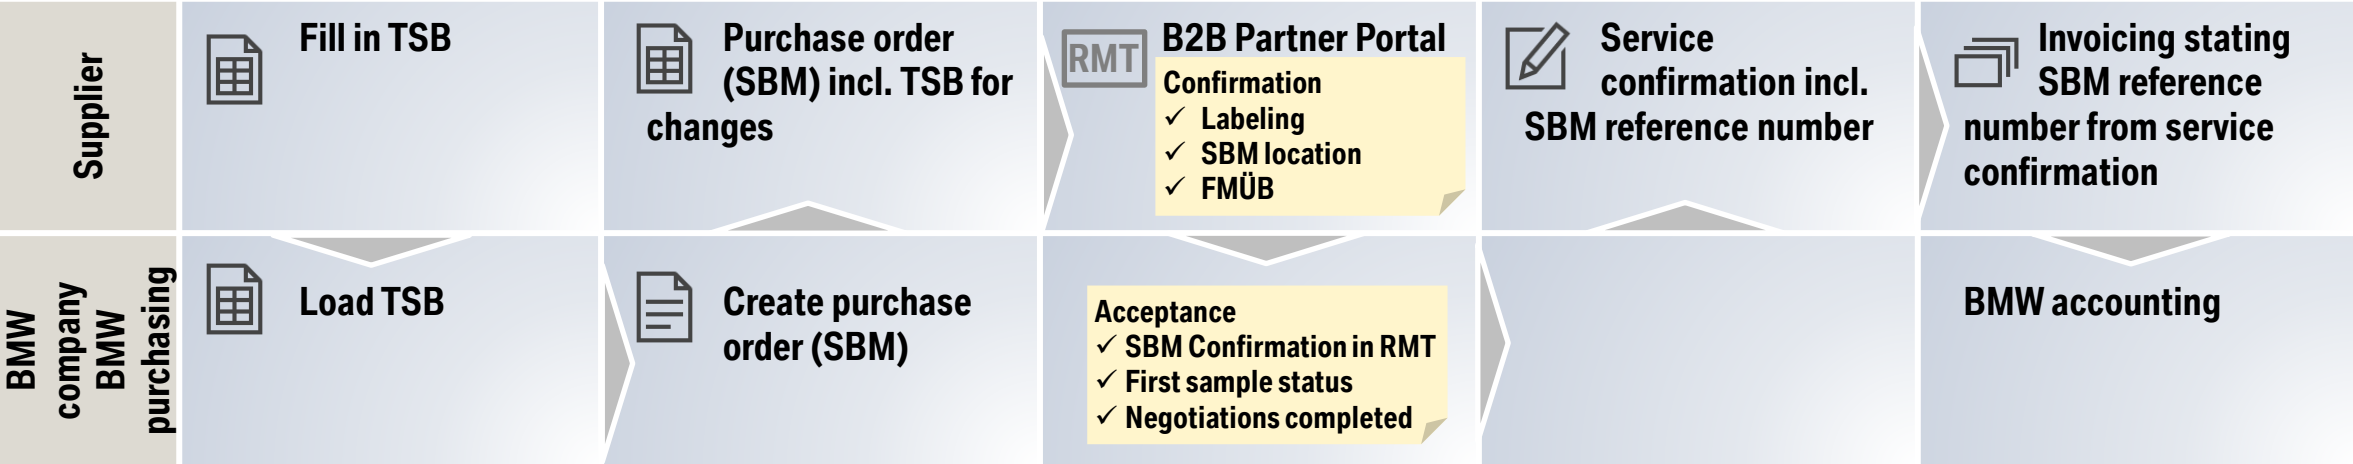 Supplier
Fill in TSB
Purchase order
(SBM) incl. TSB for
changes
RMT
B2B Partner Portal
Confirmation
✓ Labeling
✓ SBM location
✓ FMÜB
Service
confirmation incl.
SBM reference number
Invoicing stating
SBM reference
number from service
confirmation
BMW
company
BMW
purchasing
Load TSB
Create purchase
order (SBM)
Acceptance
✓ SBM Confirmation in RMT
✓ First sample status
✓ Negotiations completed
BMW accounting